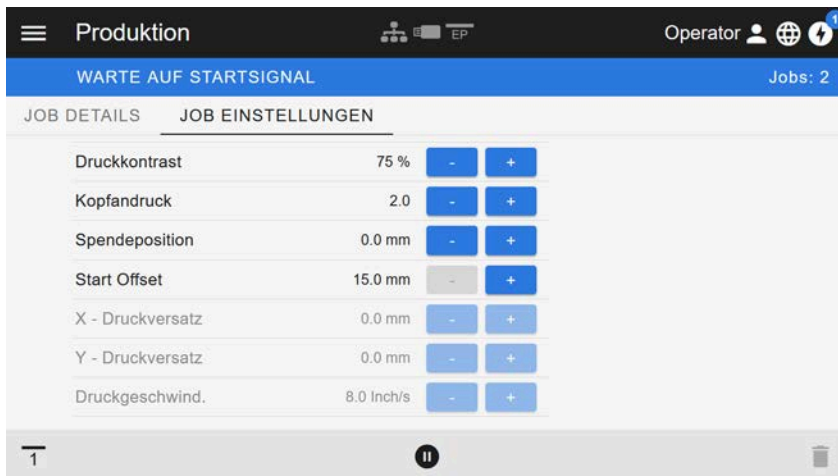 Produktion EP Operator 1
WARTE AUF STARTSIGNAL Jobs: 2
JOB DETAILS JOB EINSTELLUNGEN
Druckkontrast 75 % - +
Kopfandruck 2.0 - +
Spendeposition 0.0 mm - +
Start Offset 15.0 mm - +
X - Druckversatz 0.0 mm - +
Y - Druckversatz 0.0 mm - +
Druckgeschwind. 8.0 Inch/s - +
1